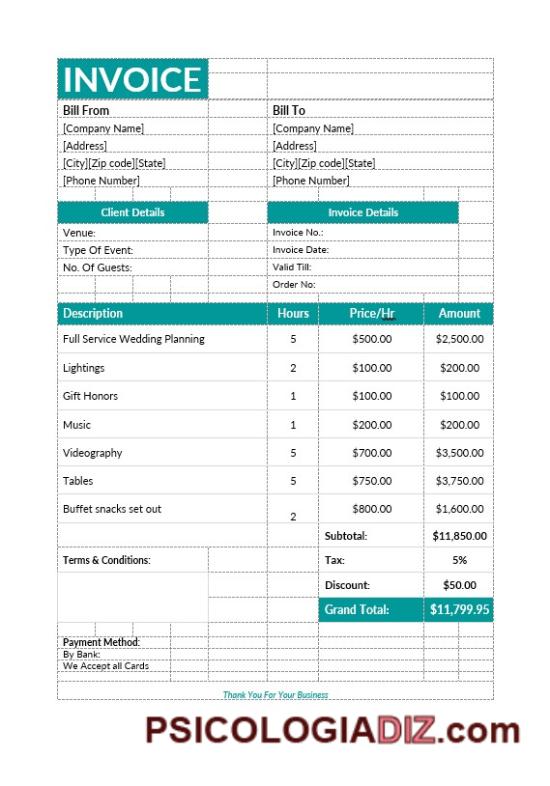 INVOICE
Bill From Bill To
[Company Name] [Company Name]
[Address] [Address]
[City][Zip code][State] [City][Zip code][State]
[Phone Number] [Phone Number]
Client Details Invoice Details
Venue: Invoice No.:
Type Of Event: Invoice Date:
No. Of Guests: Valid Till:
Order No:
Description Hours Price/Hr Amount
Full Service Wedding Planning 5 $500.00 $2,500.00
Lightings 2 $100.00 $200.00
Gift Honors 1 $100.00 $100.00
Music 1 $200.00 $200.00
Videography 5 $700.00 $3,500.00
Tables 5 $750.00 $3,750.00
Buffet snacks set out 2 $800.00 $1,600.00
Subtotal: $11,850.00
Terms & Conditions: Tax: 5%
Discount: $50.00
Grand Total: $11,799.95
Payment Method:
By Bank:
We Accept all Cards
Thank You For Your Business
PSICOLOGIADIZ.com